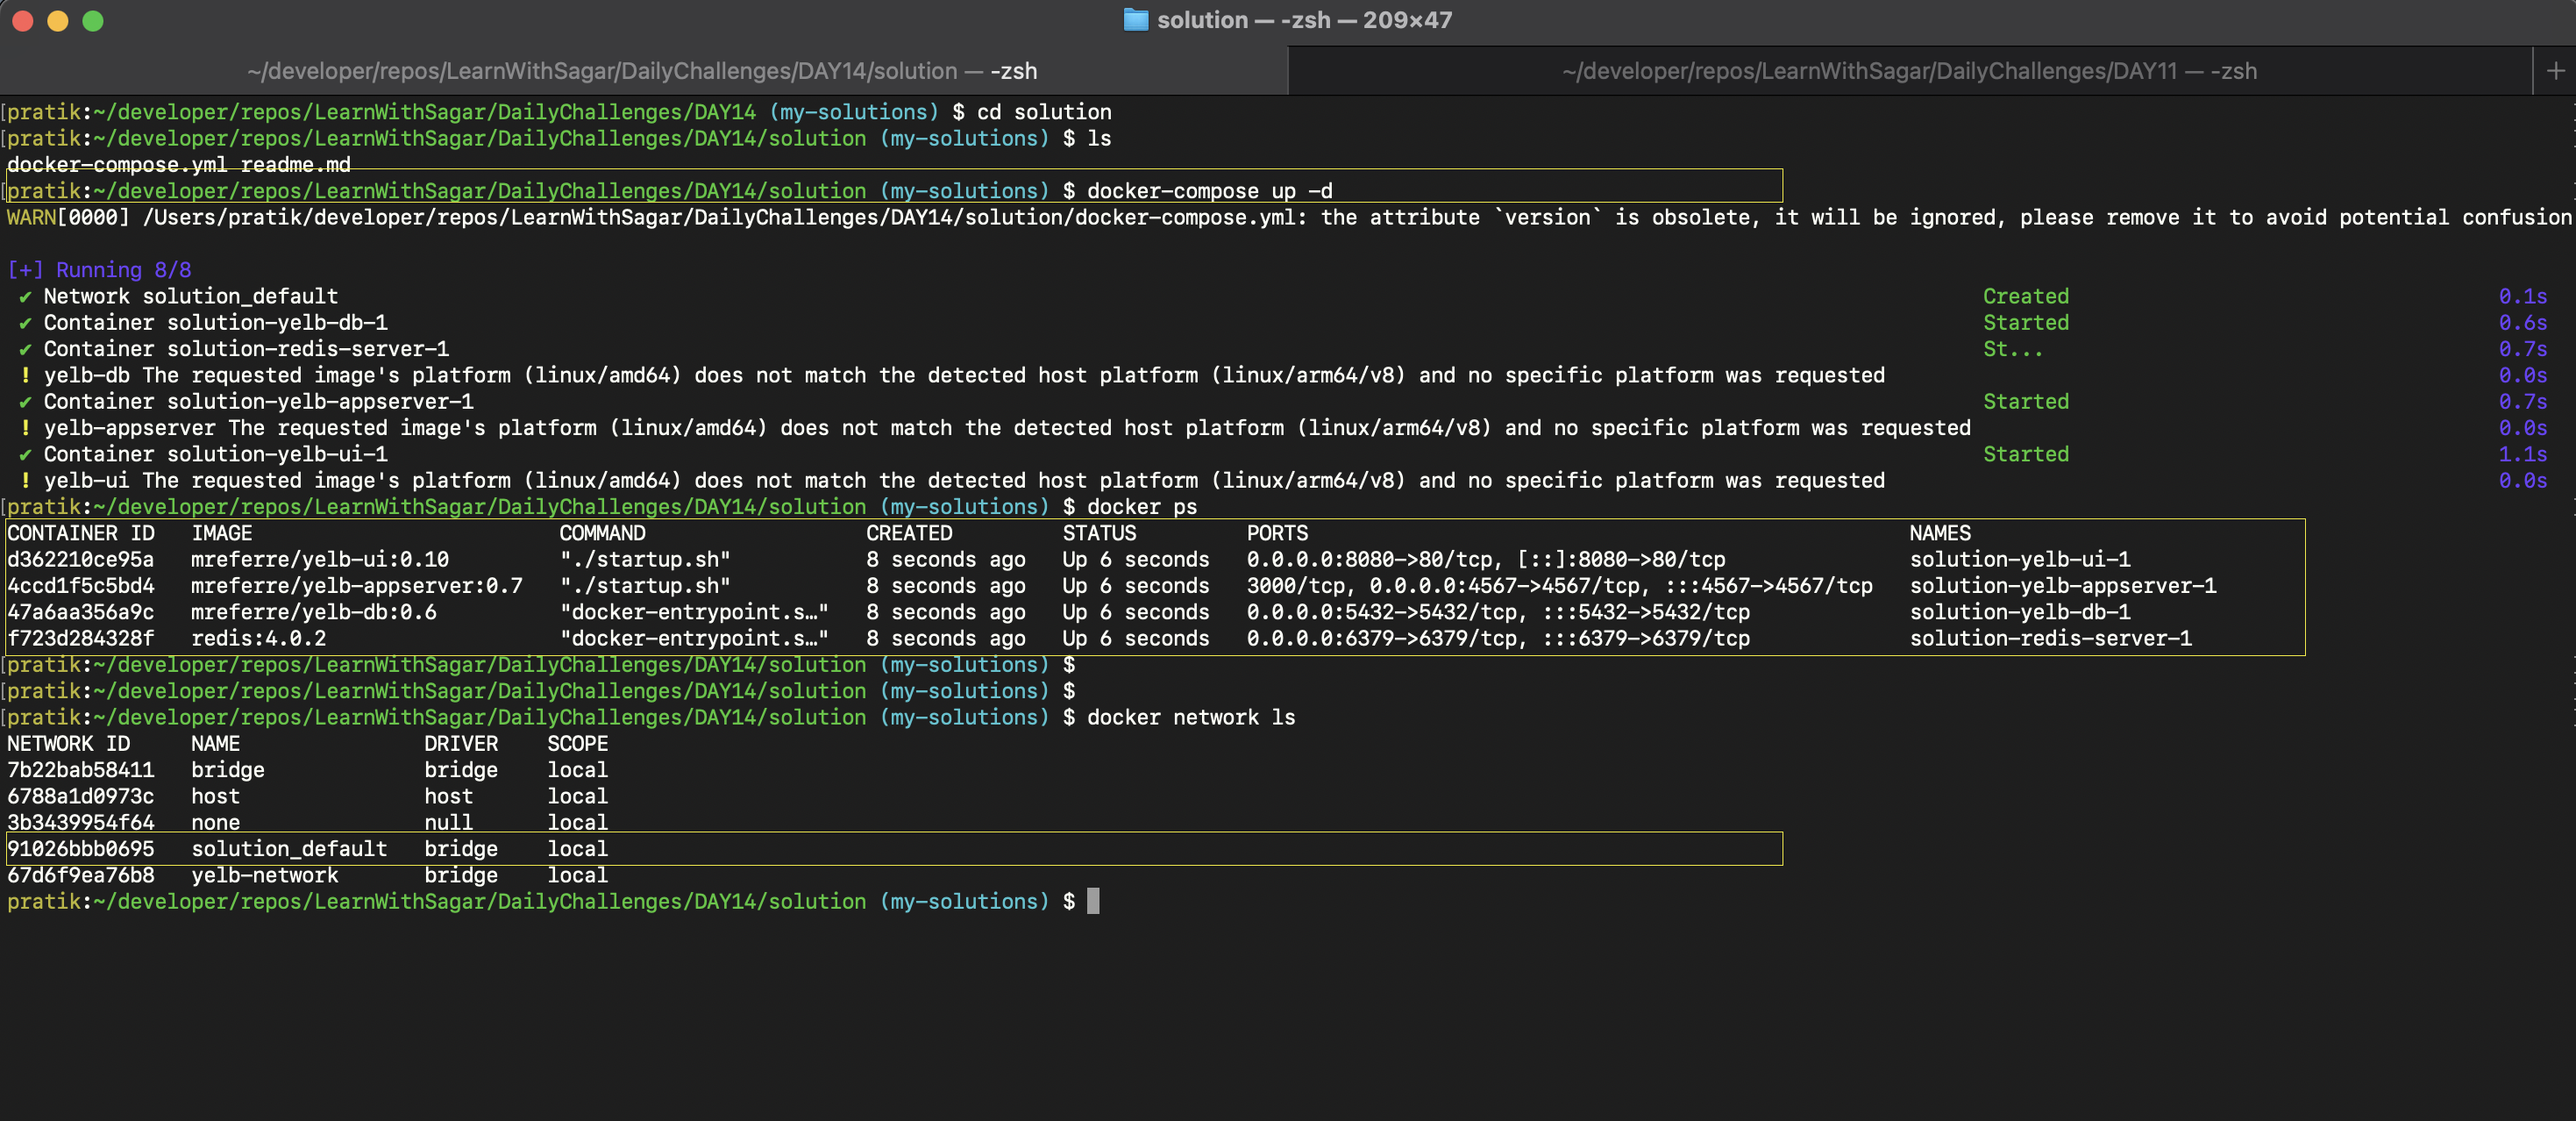 solution — -zsh — 209×47
~/developer/repos/LearnWithSagar/DailyChallenges/DAY14/solution — -zsh
~/developer/repos/LearnWithSagar/DailyChallenges/DAY11 — -zsh
+
[pratik:~/developer/repos/LearnWithSagar/DailyChallenges/DAY14 (my-solutions) $ cd solution
[pratik:~/developer/repos/LearnWithSagar/DailyChallenges/DAY14/solution (my-solutions) $ ls
docker-compose.yml readme.md
[pratik:~/developer/repos/LearnWithSagar/DailyChallenges/DAY14/solution (my-solutions) $ docker-compose up -d
WARN[0000] /Users/pratik/developer/repos/LearnWithSagar/DailyChallenges/DAY14/solution/docker-compose.yml: the attribute `version` is obsolete, it will be ignored, please remove it to avoid potential confusion
[+] Running 8/8
✔ Network solution_default Created 0.1s
✔ Container solution-yelb-db-1 Started 0.6s
✔ Container solution-redis-server-1 St... 0.7s
! yelb-db The requested image's platform (linux/amd64) does not match the detected host platform (linux/arm64/v8) and no specific platform was requested 0.0s
✔ Container solution-yelb-appserver-1 Started 0.7s
! yelb-appserver The requested image's platform (linux/amd64) does not match the detected host platform (linux/arm64/v8) and no specific platform was requested 0.0s
✔ Container solution-yelb-ui-1 Started 1.1s
! yelb-ui The requested image's platform (linux/amd64) does not match the detected host platform (linux/arm64/v8) and no specific platform was requested 0.0s
[pratik:~/developer/repos/LearnWithSagar/DailyChallenges/DAY14/solution (my-solutions) $ docker ps
CONTAINER ID IMAGE COMMAND CREATED STATUS PORTS NAMES
d362210ce95a mreferre/yelb-ui:0.10 "./startup.sh" 8 seconds ago Up 6 seconds 0.0.0.0:8080->80/tcp, [::]:8080->80/tcp solution-yelb-ui-1
4ccd1f5c5bd4 mreferre/yelb-appserver:0.7 "./startup.sh" 8 seconds ago Up 6 seconds 3000/tcp, 0.0.0.0:4567->4567/tcp, :::4567->4567/tcp solution-yelb-appserver-1
47a6aa356a9c mreferre/yelb-db:0.6 "docker-entrypoint.s…" 8 seconds ago Up 6 seconds 0.0.0.0:5432->5432/tcp, :::5432->5432/tcp solution-yelb-db-1
f723d284328f redis:4.0.2 "docker-entrypoint.s…" 8 seconds ago Up 6 seconds 0.0.0.0:6379->6379/tcp, :::6379->6379/tcp solution-redis-server-1
[pratik:~/developer/repos/LearnWithSagar/DailyChallenges/DAY14/solution (my-solutions) $
[pratik:~/developer/repos/LearnWithSagar/DailyChallenges/DAY14/solution (my-solutions) $
[pratik:~/developer/repos/LearnWithSagar/DailyChallenges/DAY14/solution (my-solutions) $ docker network ls
NETWORK ID NAME DRIVER SCOPE
7b22bab58411 bridge bridge local
6788a1d0973c host host local
3b3439954f64 none null local
91026bbb0695 solution_default bridge local
67d6f9ea76b8 yelb-network bridge local
pratik:~/developer/repos/LearnWithSagar/DailyChallenges/DAY14/solution (my-solutions) $